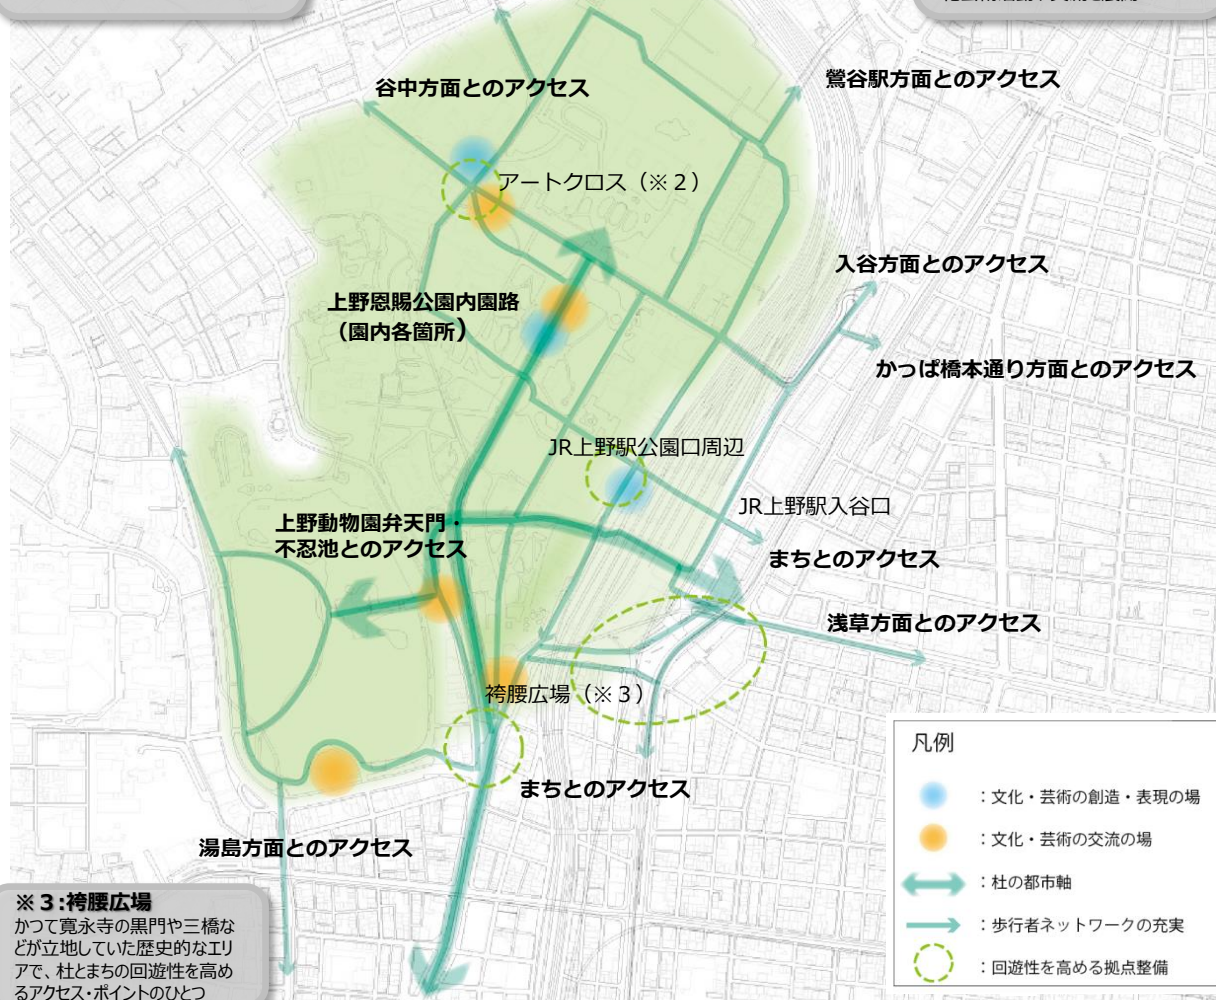 谷中方面とのアクセス
鶯谷駅方面とのアクセス
アートクロス（※２）
入谷方面とのアクセス
上野恩賜公園内園路
（園内各箇所）
かっぱ橋本通り方面とのアクセス
JR上野駅公園口周辺
JR上野駅入谷口
上野動物園弁天門・
不忍池とのアクセス
まちとのアクセス
浅草方面とのアクセス
袴腰広場（※３）
まちとのアクセス
湯島方面とのアクセス
※３:袴腰広場
かつて寛永寺の黒門や三橋な
どが立地していた歴史的なエリ
アで、杜とまちの回遊性を高め
るアクセス・ポイントのひとつ
凡例
：文化・芸術の創造・表現の場
：文化・芸術の交流の場
：杜の都市軸
：歩行者ネットワークの充実
：回遊性を高める拠点整備